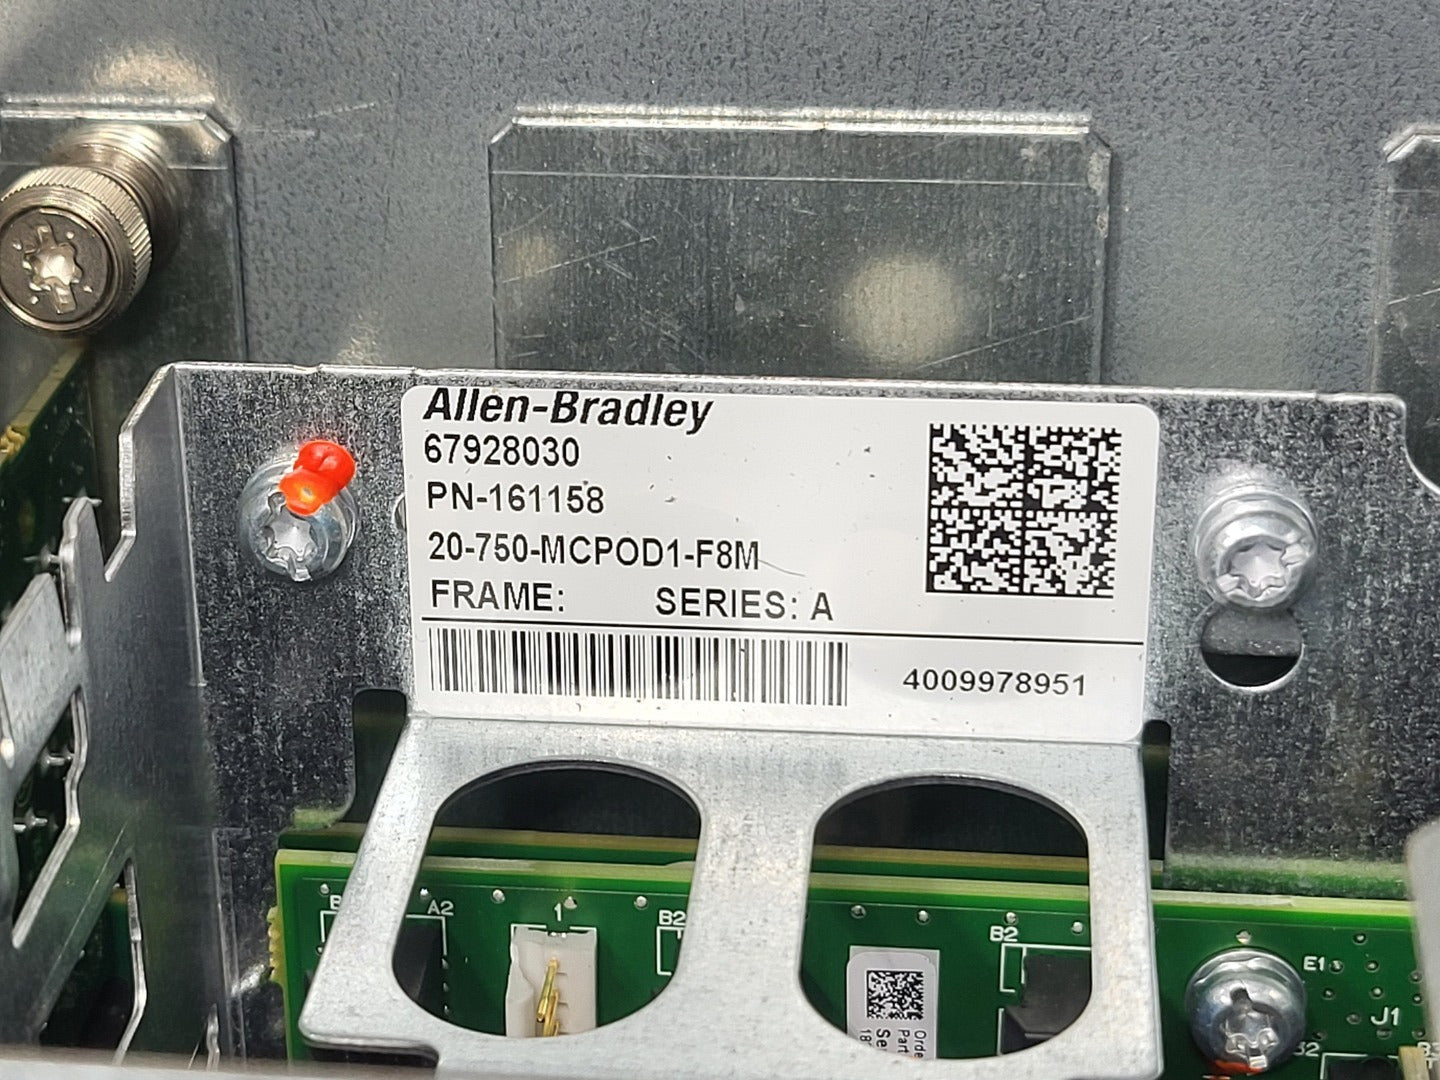 Allen-Bradley
67928030
PN-161158
20-750-MCPOD1-F8M
FRAME: SERIES: A
4009978951
A2
1
B2
B2
E1
J1